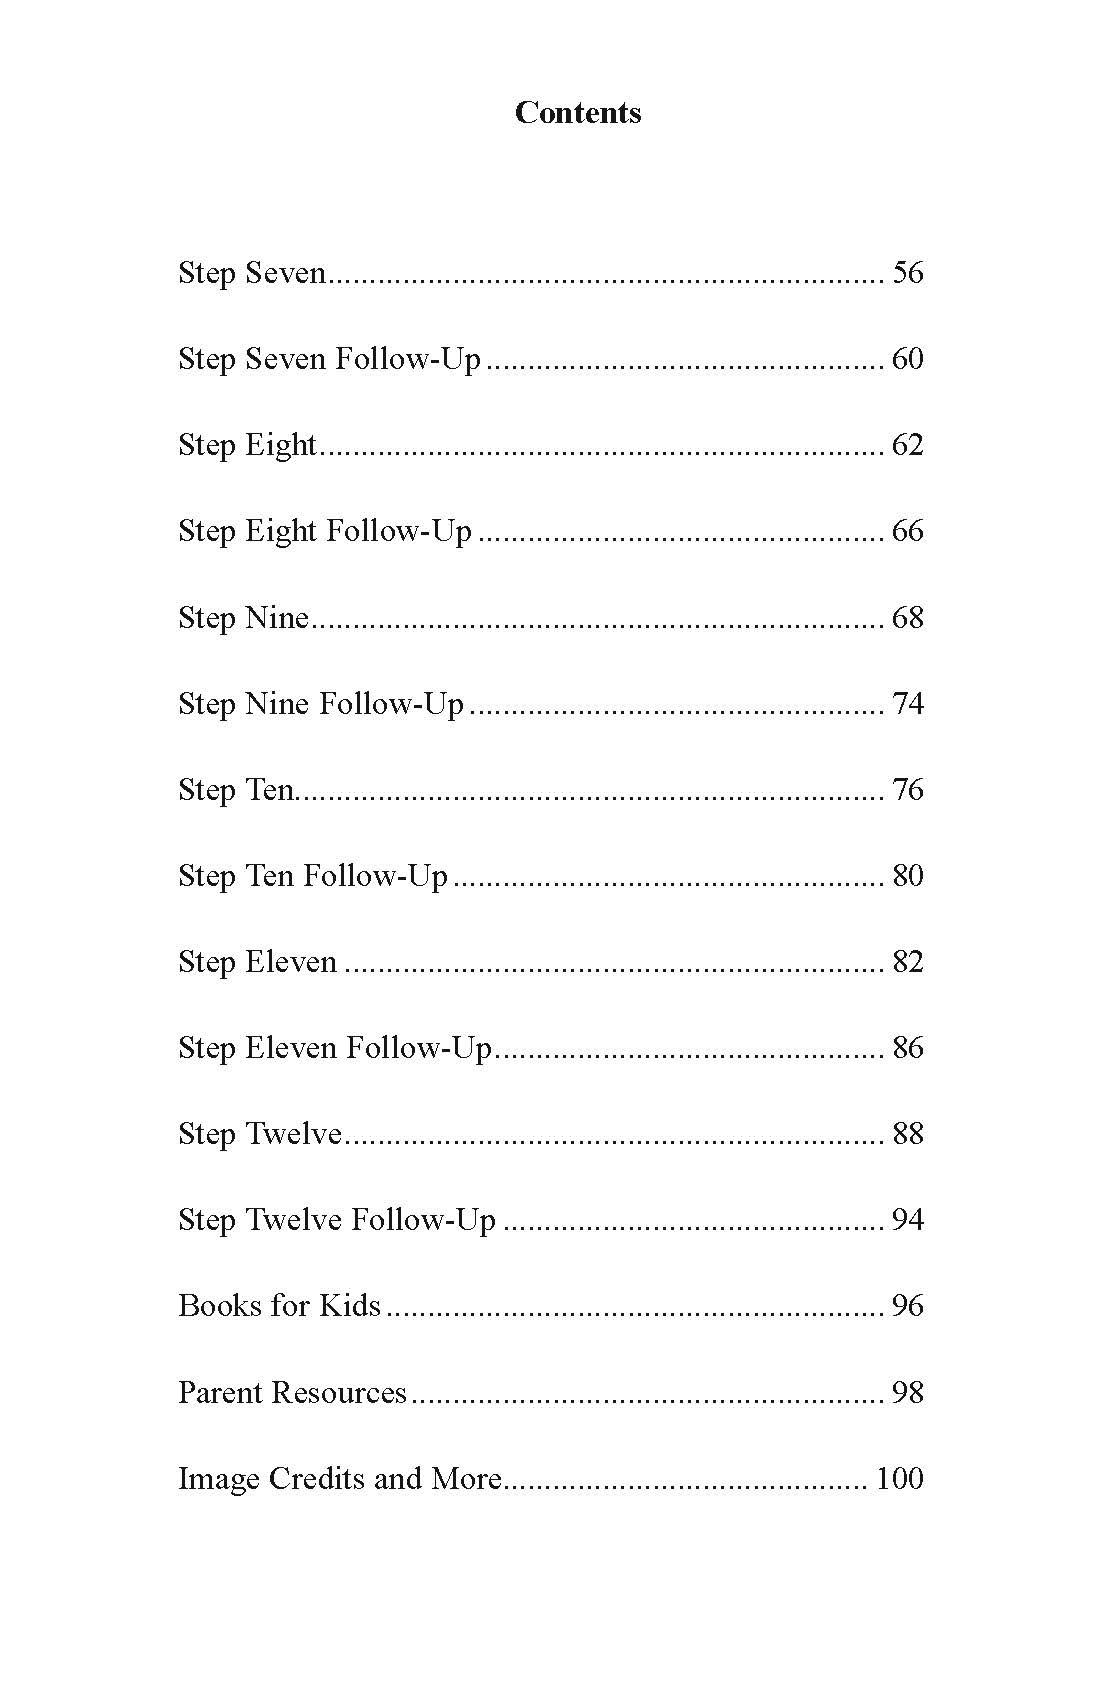 Contents
Step Seven................................................................... 56
Step Seven Follow-Up ................................................ 60
Step Eight.................................................................... 62
Step Eight Follow-Up ................................................. 66
Step Nine..................................................................... 68
Step Nine Follow-Up .................................................. 74
Step Ten....................................................................... 76
Step Ten Follow-Up .................................................... 80
Step Eleven ................................................................. 82
Step Eleven Follow-Up............................................... 86
Step Twelve................................................................. 88
Step Twelve Follow-Up .............................................. 94
Books for Kids ............................................................ 96
Parent Resources ......................................................... 98
Image Credits and More............................................ 100